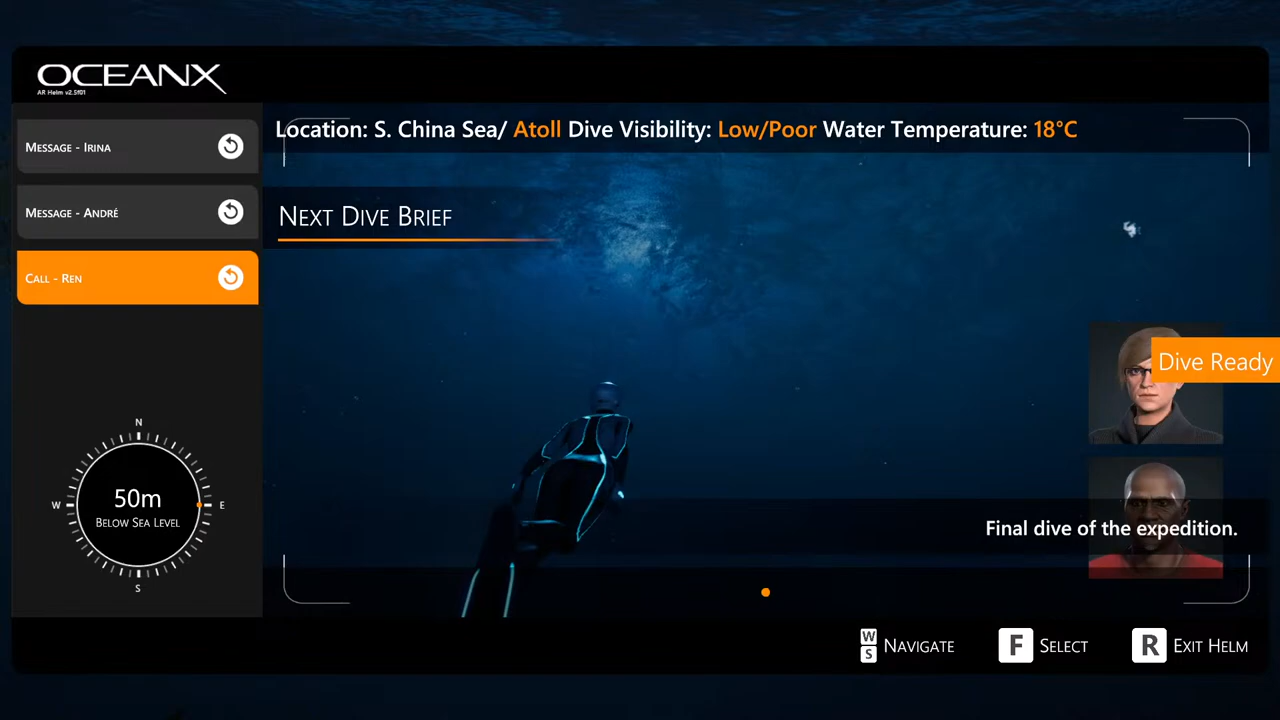 OCEANX
AR Helm v2.5f01
Location: S. China Sea/ Atoll Dive Visibility: Low/Poor Water Temperature: 18°C
Message - Irina
Message - André
Call - Ren
Next Dive Brief
Dive Ready
N
W
E
S
50m
Below Sea Level
Final dive of the expedition.
W
S
Navigate
F Select
R Exit Helm